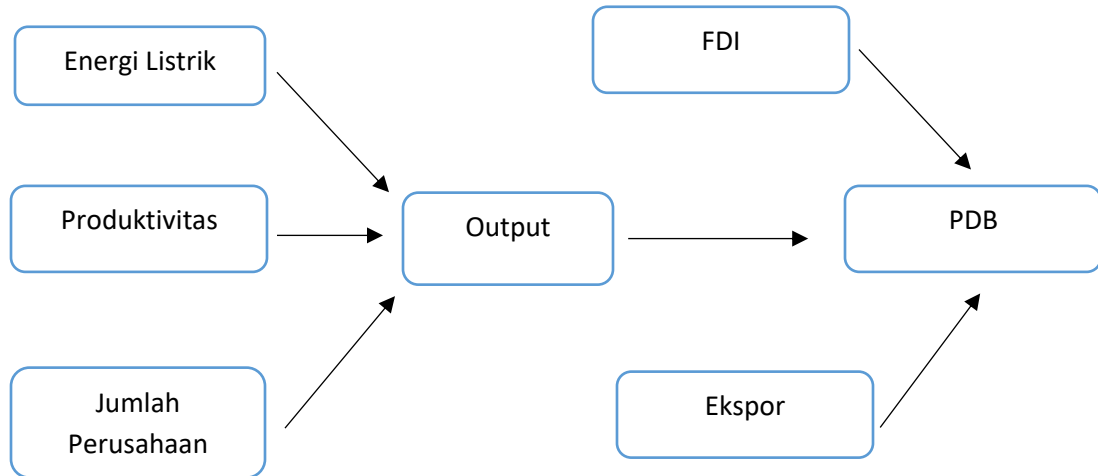 Energi Listrik
FDI
Produktivitas
Output
PDB
Jumlah
Perusahaan
Ekspor